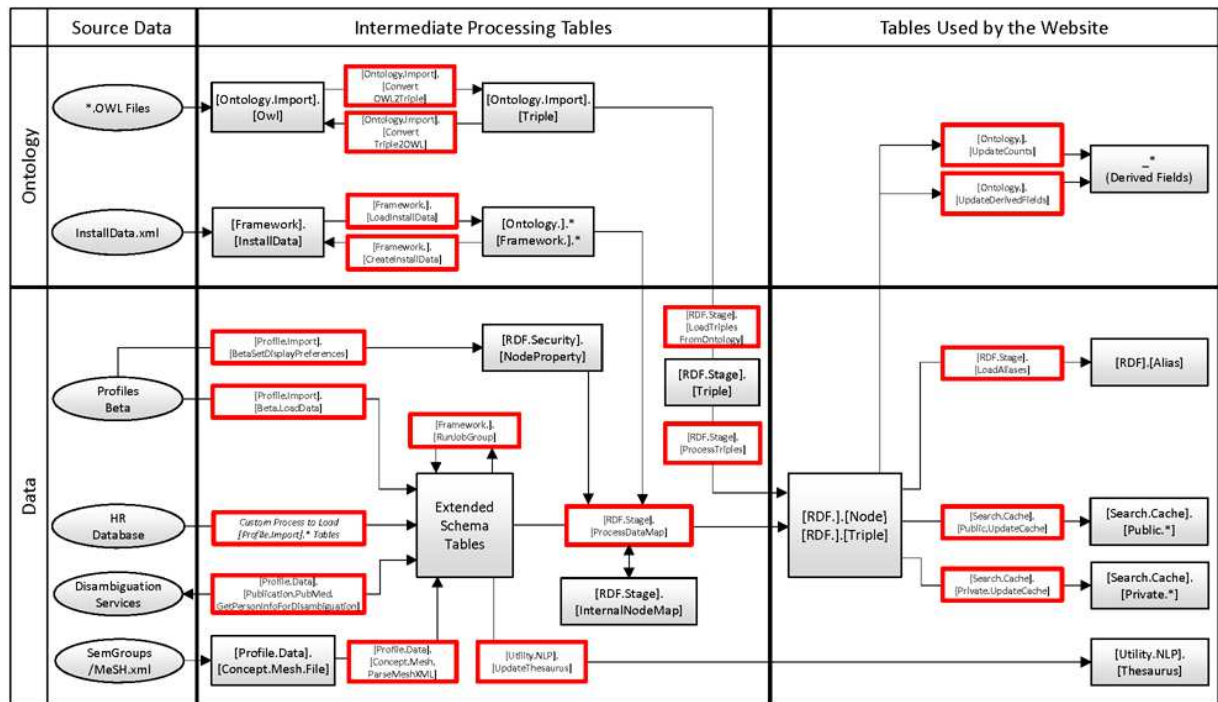 Source Data
Intermediate Processing Tables
Tables Used by the Website
Ontology
*.OWL Files
[Ontology.Import].
[Owl]
[Ontology.Import].
[Convert
OWL2Triple]
[Ontology.Import].
[Convert
Triple2OWL]
[Ontology.Import].
[Triple]
[Ontology.].
[UpdateCounts]
[Ontology.].
[UpdateDerivedFields]
_*
(Derived Fields)
InstallData.xml
[Framework].
[InstallData]
[Framework.].
[LoadInstallData]
[Framework.].
[CreateInstallData]
[Ontology.].*
[Framework.].*
Data
Profiles
Beta
[Profile.Import].
[BetaSetDisplayPreferences]
[Profile.Import].
[Beta.LoadData]
[RDF.Security].
[NodeProperty]
[RDF.Stage].
[LoadTriples
FromOntology]
[RDF.Stage].
[Triple]
[RDF.Stage].
[ProcessTriples]
[RDF.Stage].
[LoadAliases]
[RDF].[Alias]
[Framework.].
[RunJobGroup]
HR
Database
Custom Process to Load
[Profile.Import].* Tables
Extended
Schema
Tables
[RDF.Stage].
[ProcessDataMap]
[RDF.].[Node]
[RDF.].[Triple]
[Search.Cache].
[Public.UpdateCache]
[Search.Cache].
[Public.*]
Disambiguation
Services
[Profile.Data].
[Publication.PubMed.
GetPersonInfoForDisambiguation]
[RDF.Stage].
[InternalNodeMap]
[Search.Cache].
[Private.UpdateCache]
[Search.Cache].
[Private.*]
SemGroups
/MeSH.xml
[Profile.Data].
[Concept.Mesh.File]
[Profile.Data].
[Concept.Mesh.
ParseMeshXML]
[Utility.NLP].
[UpdateThesaurus]
[Utility.NLP].
[Thesaurus]